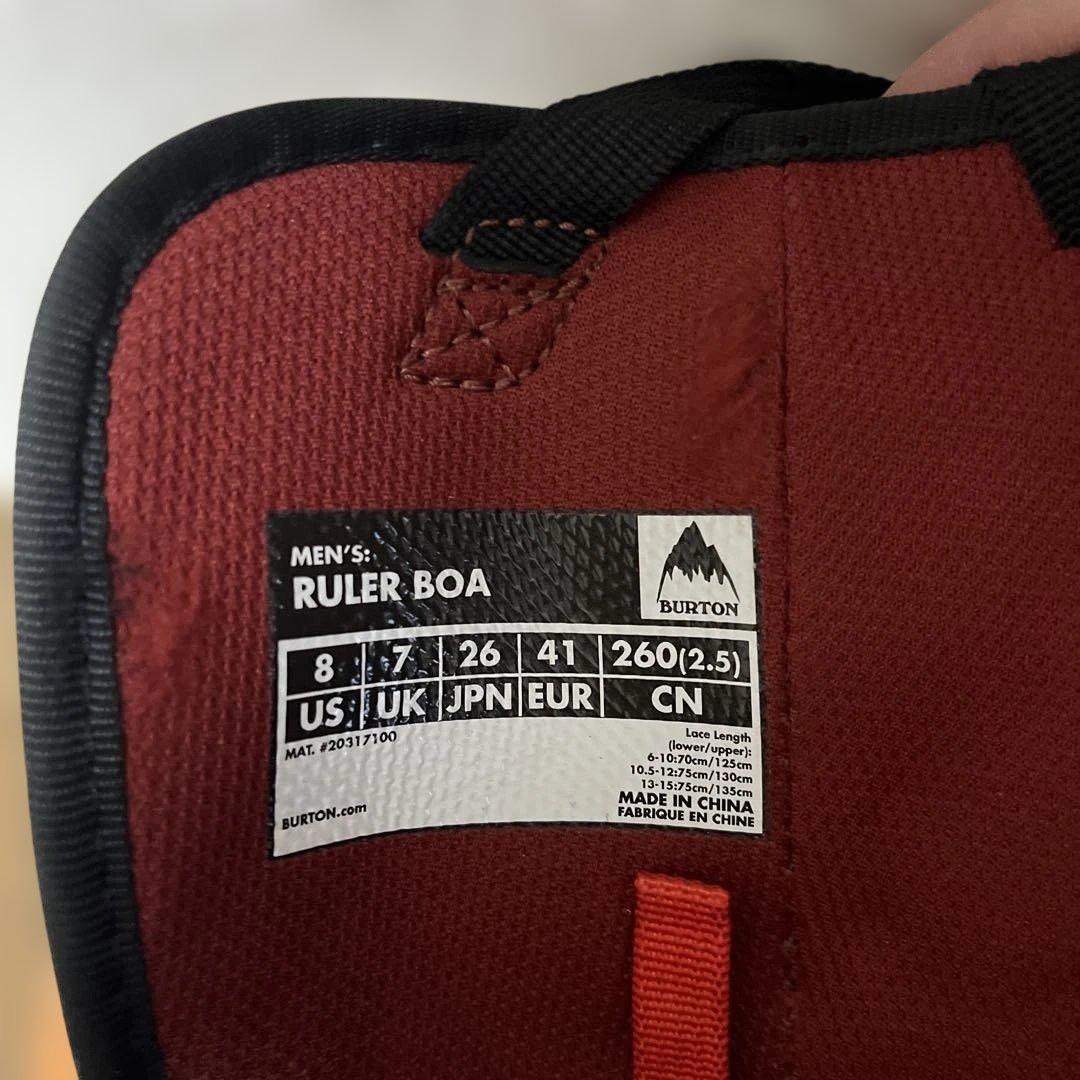 MEN'S:
RULER BOA
BURTON
8 7 26 41 260(2.5)
US UK JPN EUR CN
MAT. #20317100
Lace Length
(lower/upper):
6-10:70cm/125cm
10.5-12:75cm/130cm
13-15:75cm/135cm
MADE IN CHINA
FABRIQUE EN CHINE
BURTON.com